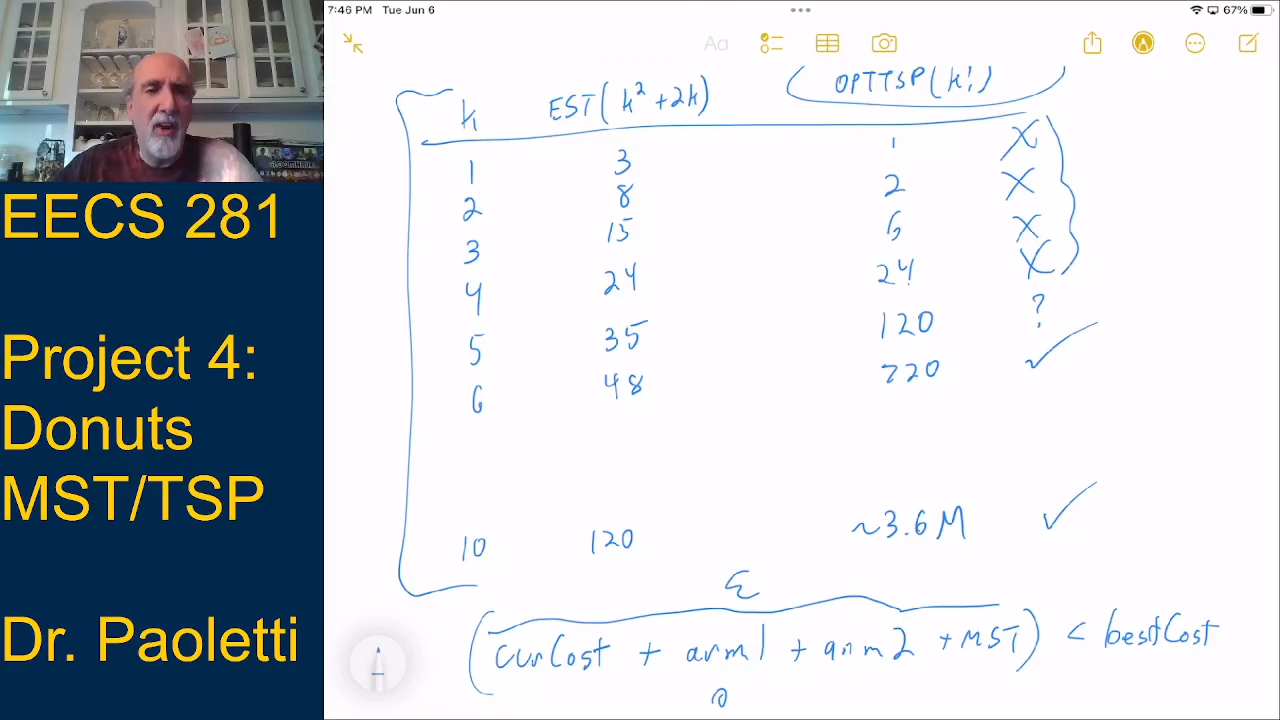 7:46 PM Tue Jun 6
67%
Aa
EECS 281
Project 4:
Donuts
MST/TSP
Dr. Paoletti
k EST(k² + 2k) OPTTSP(k!)
1 3 1 X
2 8 2 X
3 15 6 X
4 24 24 X
5 35 120 ?
6 48 720 ✓
10 120 ~3.6M ✓
Σ
(curCost + arm1 + arm2 + MST) < bestCost